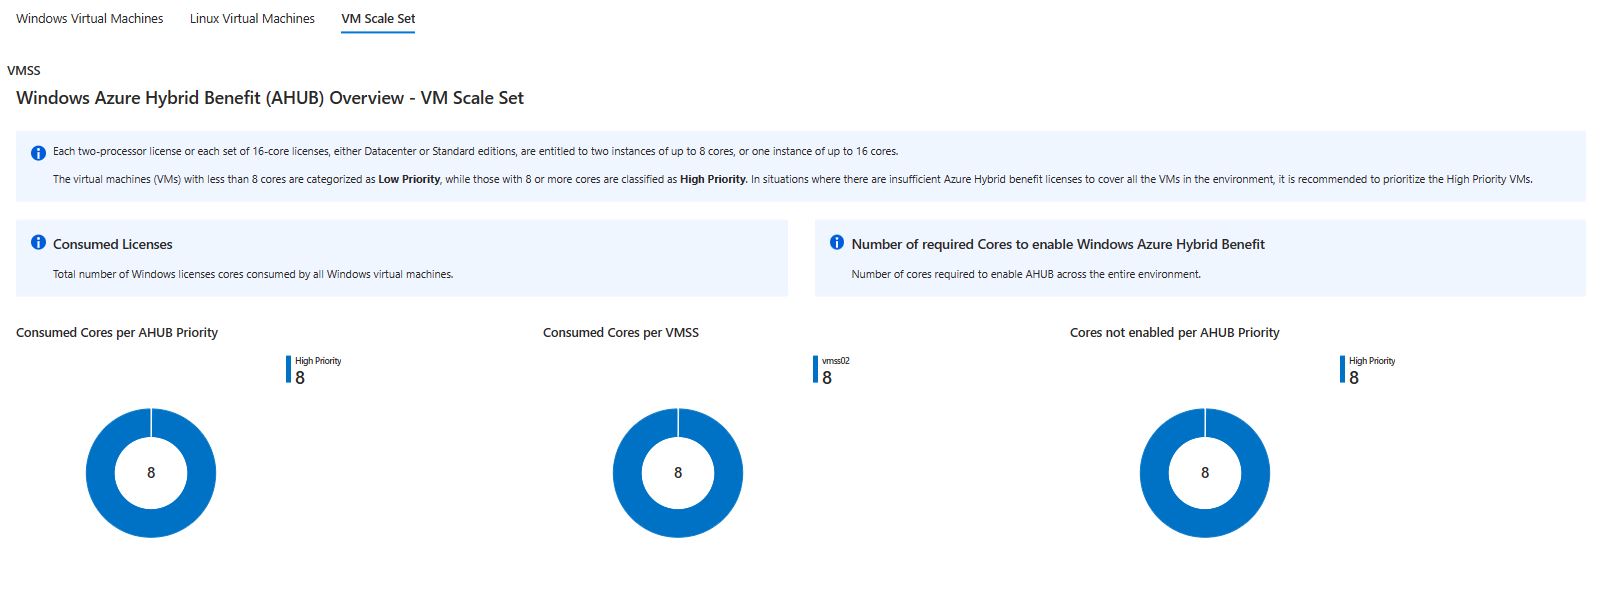 Windows Virtual Machines
Linux Virtual Machines
VM Scale Set
VMSS
Windows Azure Hybrid Benefit (AHUB) Overview - VM Scale Set
Each two-processor license or each set of 16-core licenses, either Datacenter or Standard editions, are entitled to two instances of up to 8 cores, or one instance of up to 16 cores.
The virtual machines (VMs) with less than 8 cores are categorized as Low Priority, while those with 8 or more cores are classified as High Priority. In situations where there are insufficient Azure Hybrid benefit licenses to cover all the VMs in the environment, it is recommended to prioritize the High Priority VMs.
Consumed Licenses
Total number of Windows licenses cores consumed by all Windows virtual machines.
Number of required Cores to enable Windows Azure Hybrid Benefit
Number of cores required to enable AHUB across the entire environment.
Consumed Cores per AHUB Priority
High Priority
8
8
Consumed Cores per VMSS
vmss02
8
8
Cores not enabled per AHUB Priority
High Priority
8
8